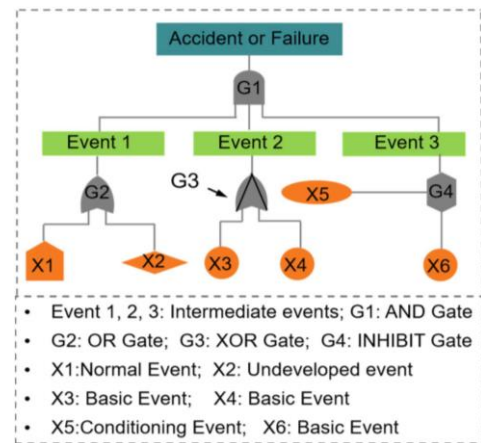 Accident or Failure
G1
Event 1 Event 2 Event 3
G2 G3 X5 G4
X1 X2 X3 X4 X6
• Event 1, 2, 3: Intermediate events; G1: AND Gate
• G2: OR Gate; G3: XOR Gate; G4: INHIBIT Gate
• X1:Normal Event; X2: Undeveloped event
• X3: Basic Event; X4: Basic Event
• X5:Conditioning Event; X6: Basic Event